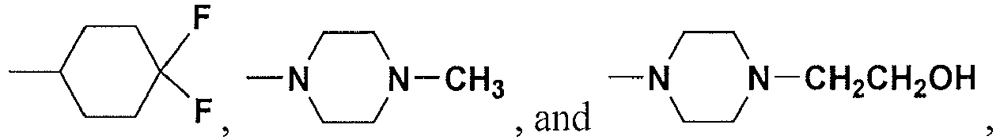 F
F , —N N—CH3 , and —N N—CH2CH2OH ,